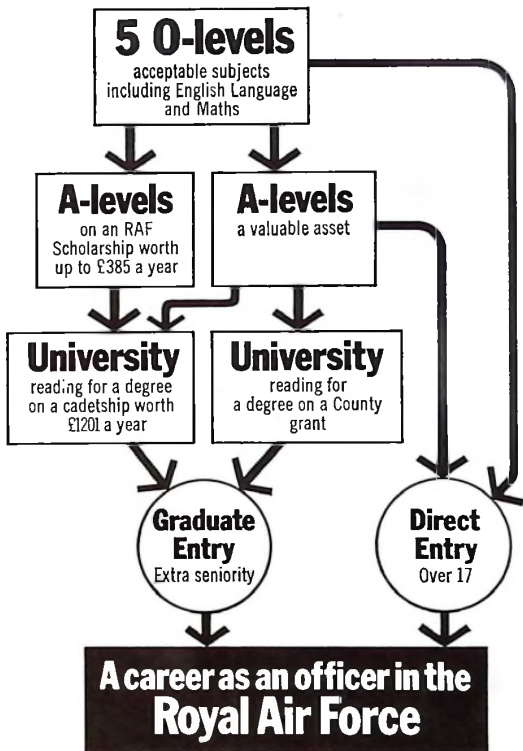 5 O-levels
acceptable subjects
including English Language
and Maths
A-levels
on an RAF
Scholarship worth
up to £385 a year
A-levels
a valuable asset
University
reading for a degree
on a cadetship worth
£1201 a year
University
reading for
a degree on a County
grant
Graduate
Entry
Extra seniority
Direct
Entry
Over 17
A career as an officer in the
Royal Air Force